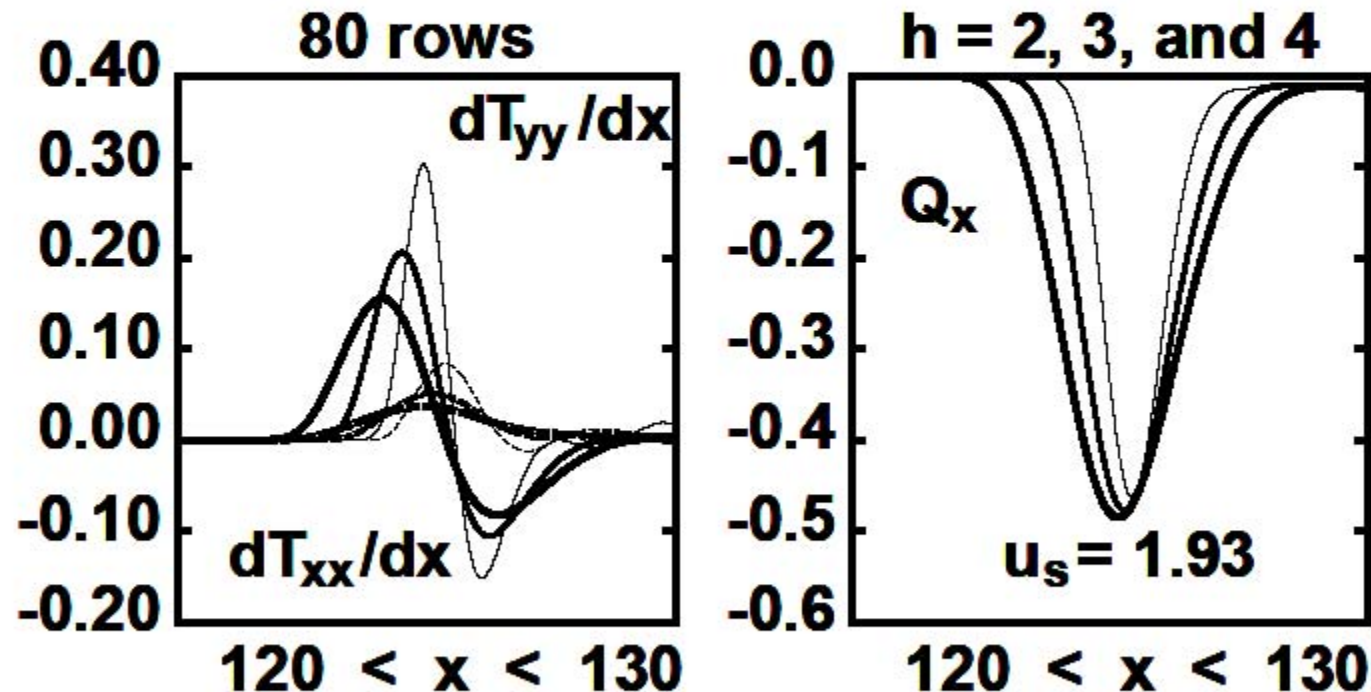 80 rows
0.40
0.30
0.20
0.10
0.00
-0.10
-0.20
dTyy/dx
dTxx/dx
120 < x < 130
h = 2, 3, and 4
0.0
-0.1
-0.2
-0.3
-0.4
-0.5
-0.6
Qx
us = 1.93
120 < x < 130